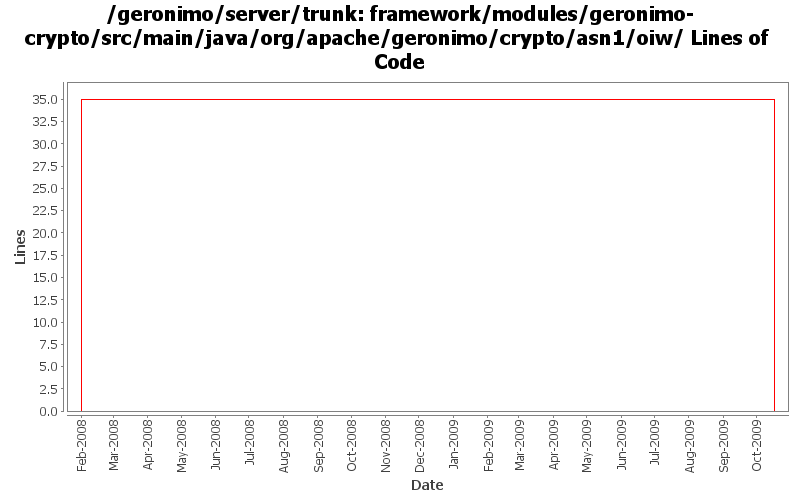 /geronimo/server/trunk: framework/modules/geronimo-
crypto/src/main/java/org/apache/geronimo/crypto/asn1/oiw/ Lines of
Code
Lines
35.0
32.5
30.0
27.5
25.0
22.5
20.0
17.5
15.0
12.5
10.0
7.5
5.0
2.5
0.0
Feb-2008
Mar-2008
Apr-2008
May-2008
Jun-2008
Jul-2008
Aug-2008
Sep-2008
Oct-2008
Nov-2008
Dec-2008
Jan-2009
Feb-2009
Mar-2009
Apr-2009
May-2009
Jun-2009
Jul-2009
Aug-2009
Sep-2009
Oct-2009
Date